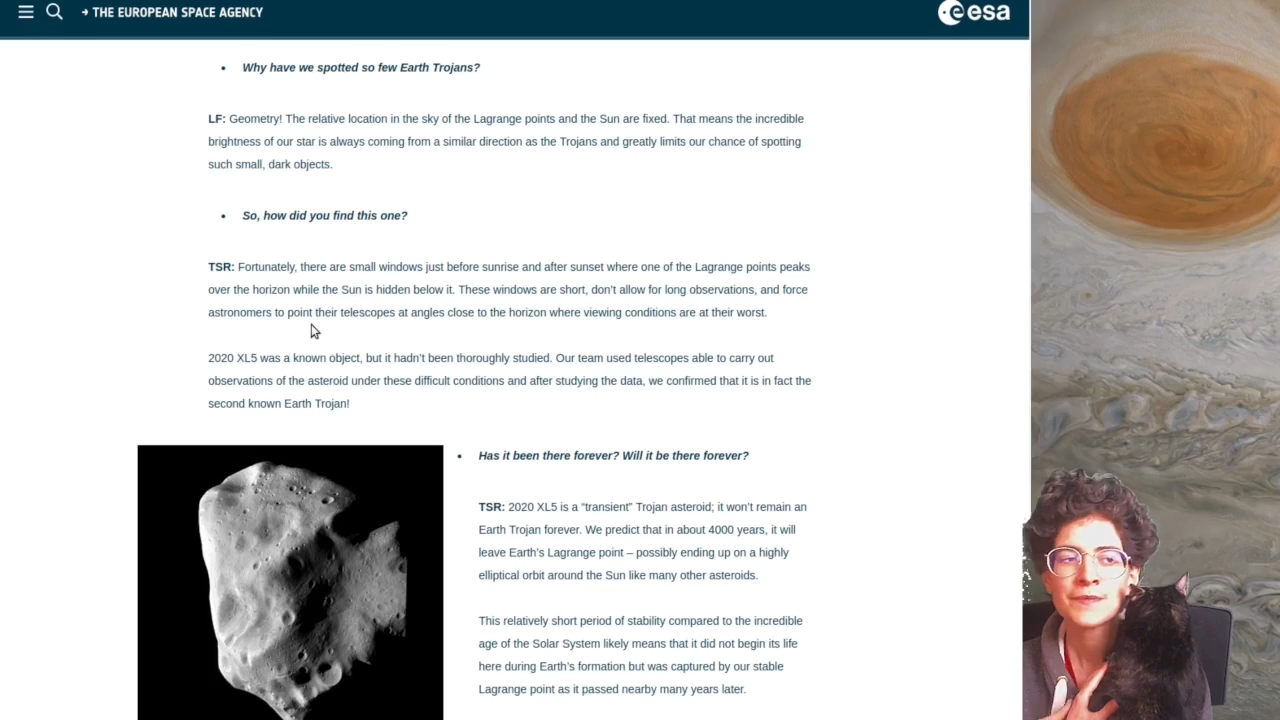 → THE EUROPEAN SPACE AGENCY
esa
• Why have we spotted so few Earth Trojans?
LF: Geometry! The relative location in the sky of the Lagrange points and the Sun are fixed. That means the incredible
brightness of our star is always coming from a similar direction as the Trojans and greatly limits our chance of spotting
such small, dark objects.
• So, how did you find this one?
TSR: Fortunately, there are small windows just before sunrise and after sunset where one of the Lagrange points peaks
over the horizon while the Sun is hidden below it. These windows are short, don’t allow for long observations, and force
astronomers to point their telescopes at angles close to the horizon where viewing conditions are at their worst.
2020 XL5 was a known object, but it hadn’t been thoroughly studied. Our team used telescopes able to carry out
observations of the asteroid under these difficult conditions and after studying the data, we confirmed that it is in fact the
second known Earth Trojan!
• Has it been there forever? Will it be there forever?
TSR: 2020 XL5 is a “transient” Trojan asteroid; it won’t remain an
Earth Trojan forever. We predict that in about 4000 years, it will
leave Earth’s Lagrange point – possibly ending up on a highly
elliptical orbit around the Sun like many other asteroids.
This relatively short period of stability compared to the incredible
age of the Solar System likely means that it did not begin its life
here during Earth’s formation but was captured by our stable
Lagrange point as it passed nearby many years later.